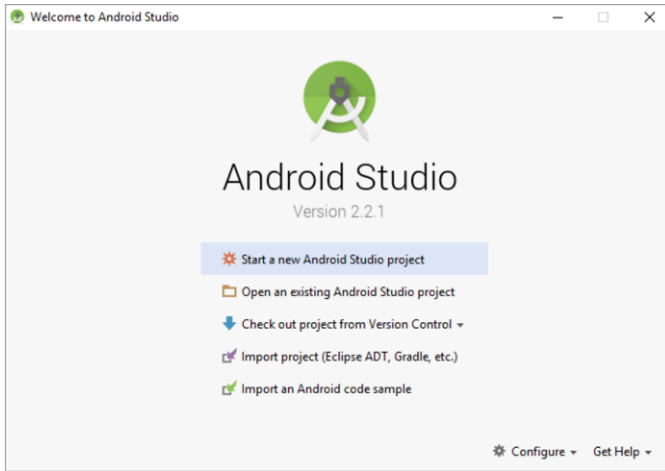 Welcome to Android Studio
Android Studio
Version 2.2.1
Start a new Android Studio project
Open an existing Android Studio project
Check out project from Version Control
Import project (Eclipse ADT, Gradle, etc.)
Import an Android code sample
Configure Get Help